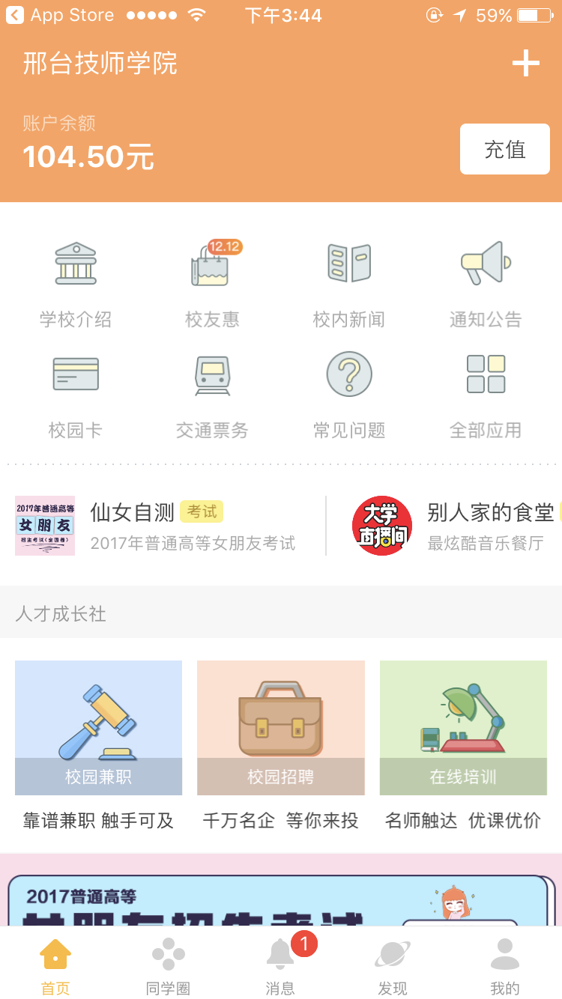 App Store
下午3:44
59%
邢台技师学院
账户余额
104.50元
充值
12.12
学校介绍
校友惠
校内新闻
通知公告
校园卡
交通票务
常见问题
全部应用
2017年普通高等
女朋友
招生考试(全国卷)
仙女自测 考试
2017年普通高等女朋友考试
大学
直播间
别人家的食堂
最炫酷音乐餐厅
人才成长社
校园兼职
校园招聘
在线培训
靠谱兼职 触手可及
千万名企 等你来投
名师触达 优课优价
2017普通高等
女朋友招生考试
首页
同学圈
1
消息
发现
我的